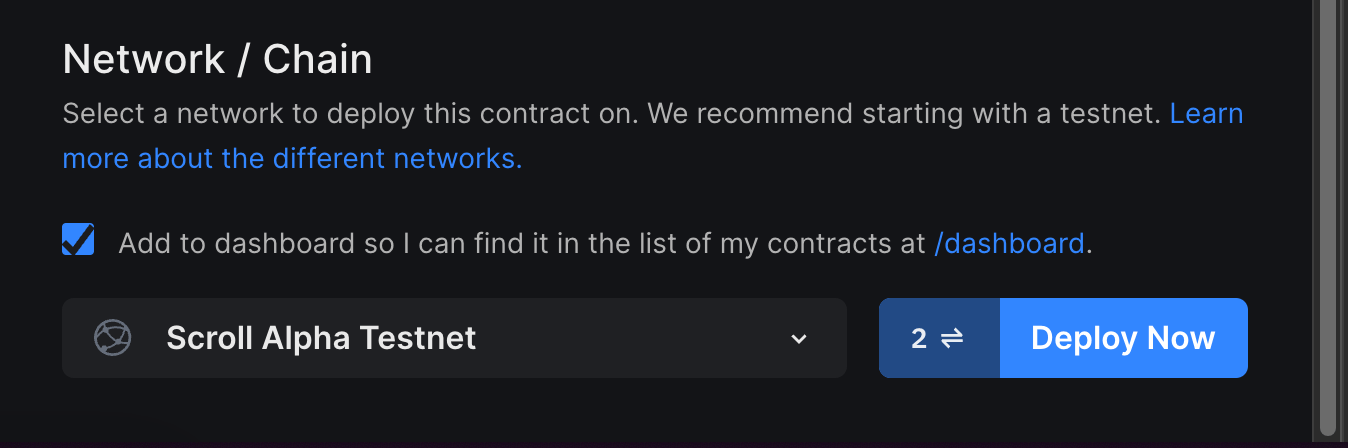 Network / Chain
Select a network to deploy this contract on. We recommend starting with a testnet. Learn
more about the different networks.
Add to dashboard so I can find it in the list of my contracts at /dashboard.
Scroll Alpha Testnet
2 ⇌ Deploy Now